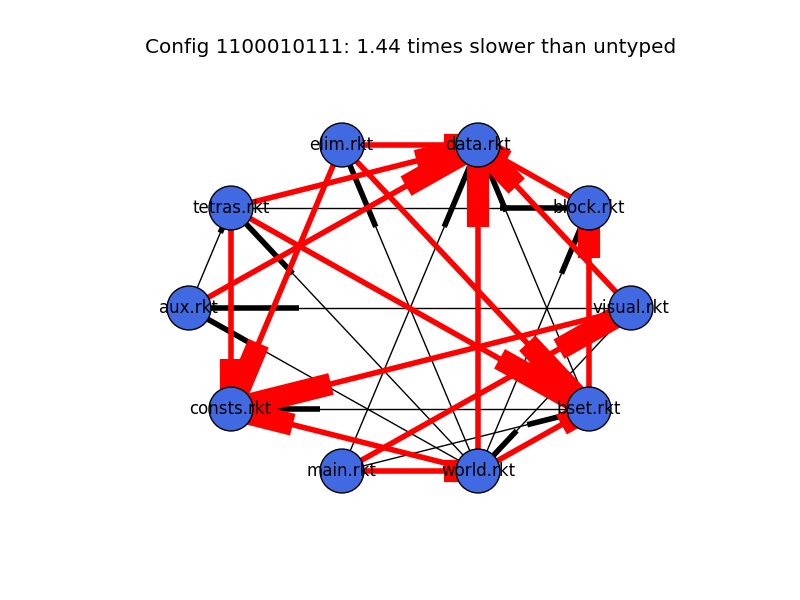 Config 1100010111: 1.44 times slower than untyped
elim.rkt
data.rkt
tetras.rkt
block.rkt
aux.rkt
visual.rkt
consts.rkt
bset.rkt
main.rkt
world.rkt